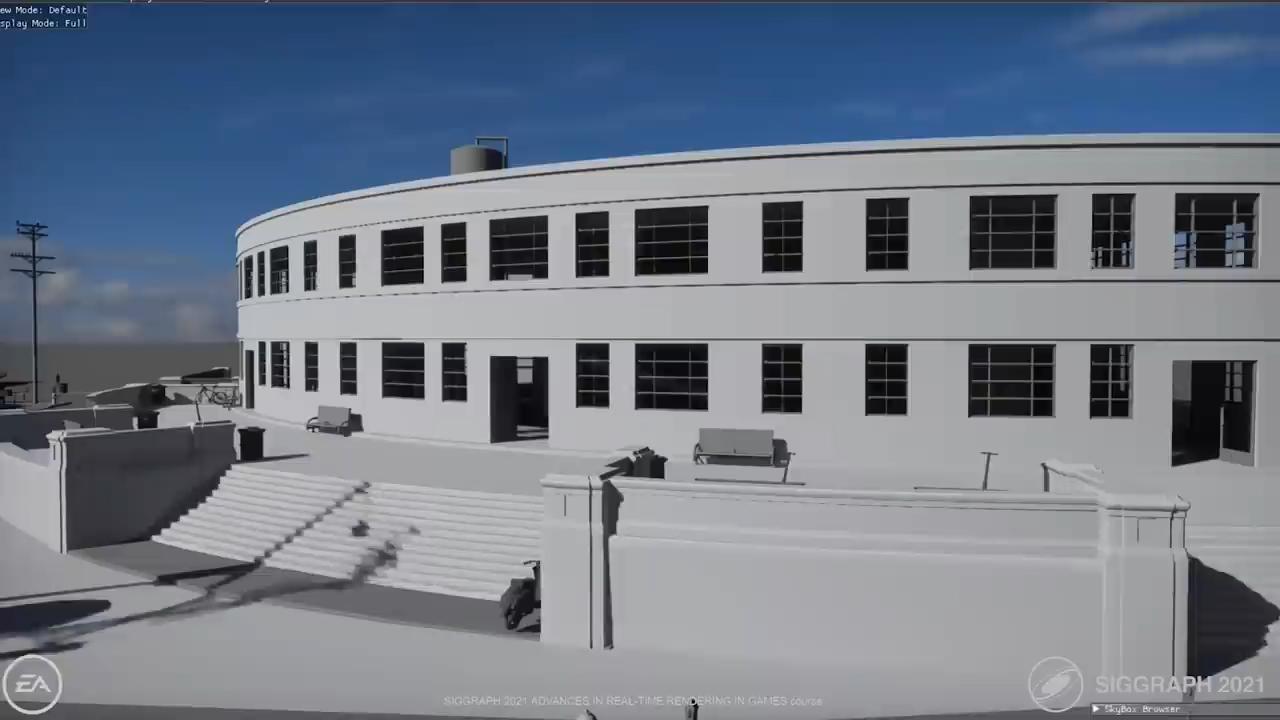 ew Mode: Default
splay Mode: Full
EA
SIGGRAPH 2021 ADVANCES IN REAL-TIME RENDERING IN GAMES course
SIGGRAPH 2021
SkyBox Browser